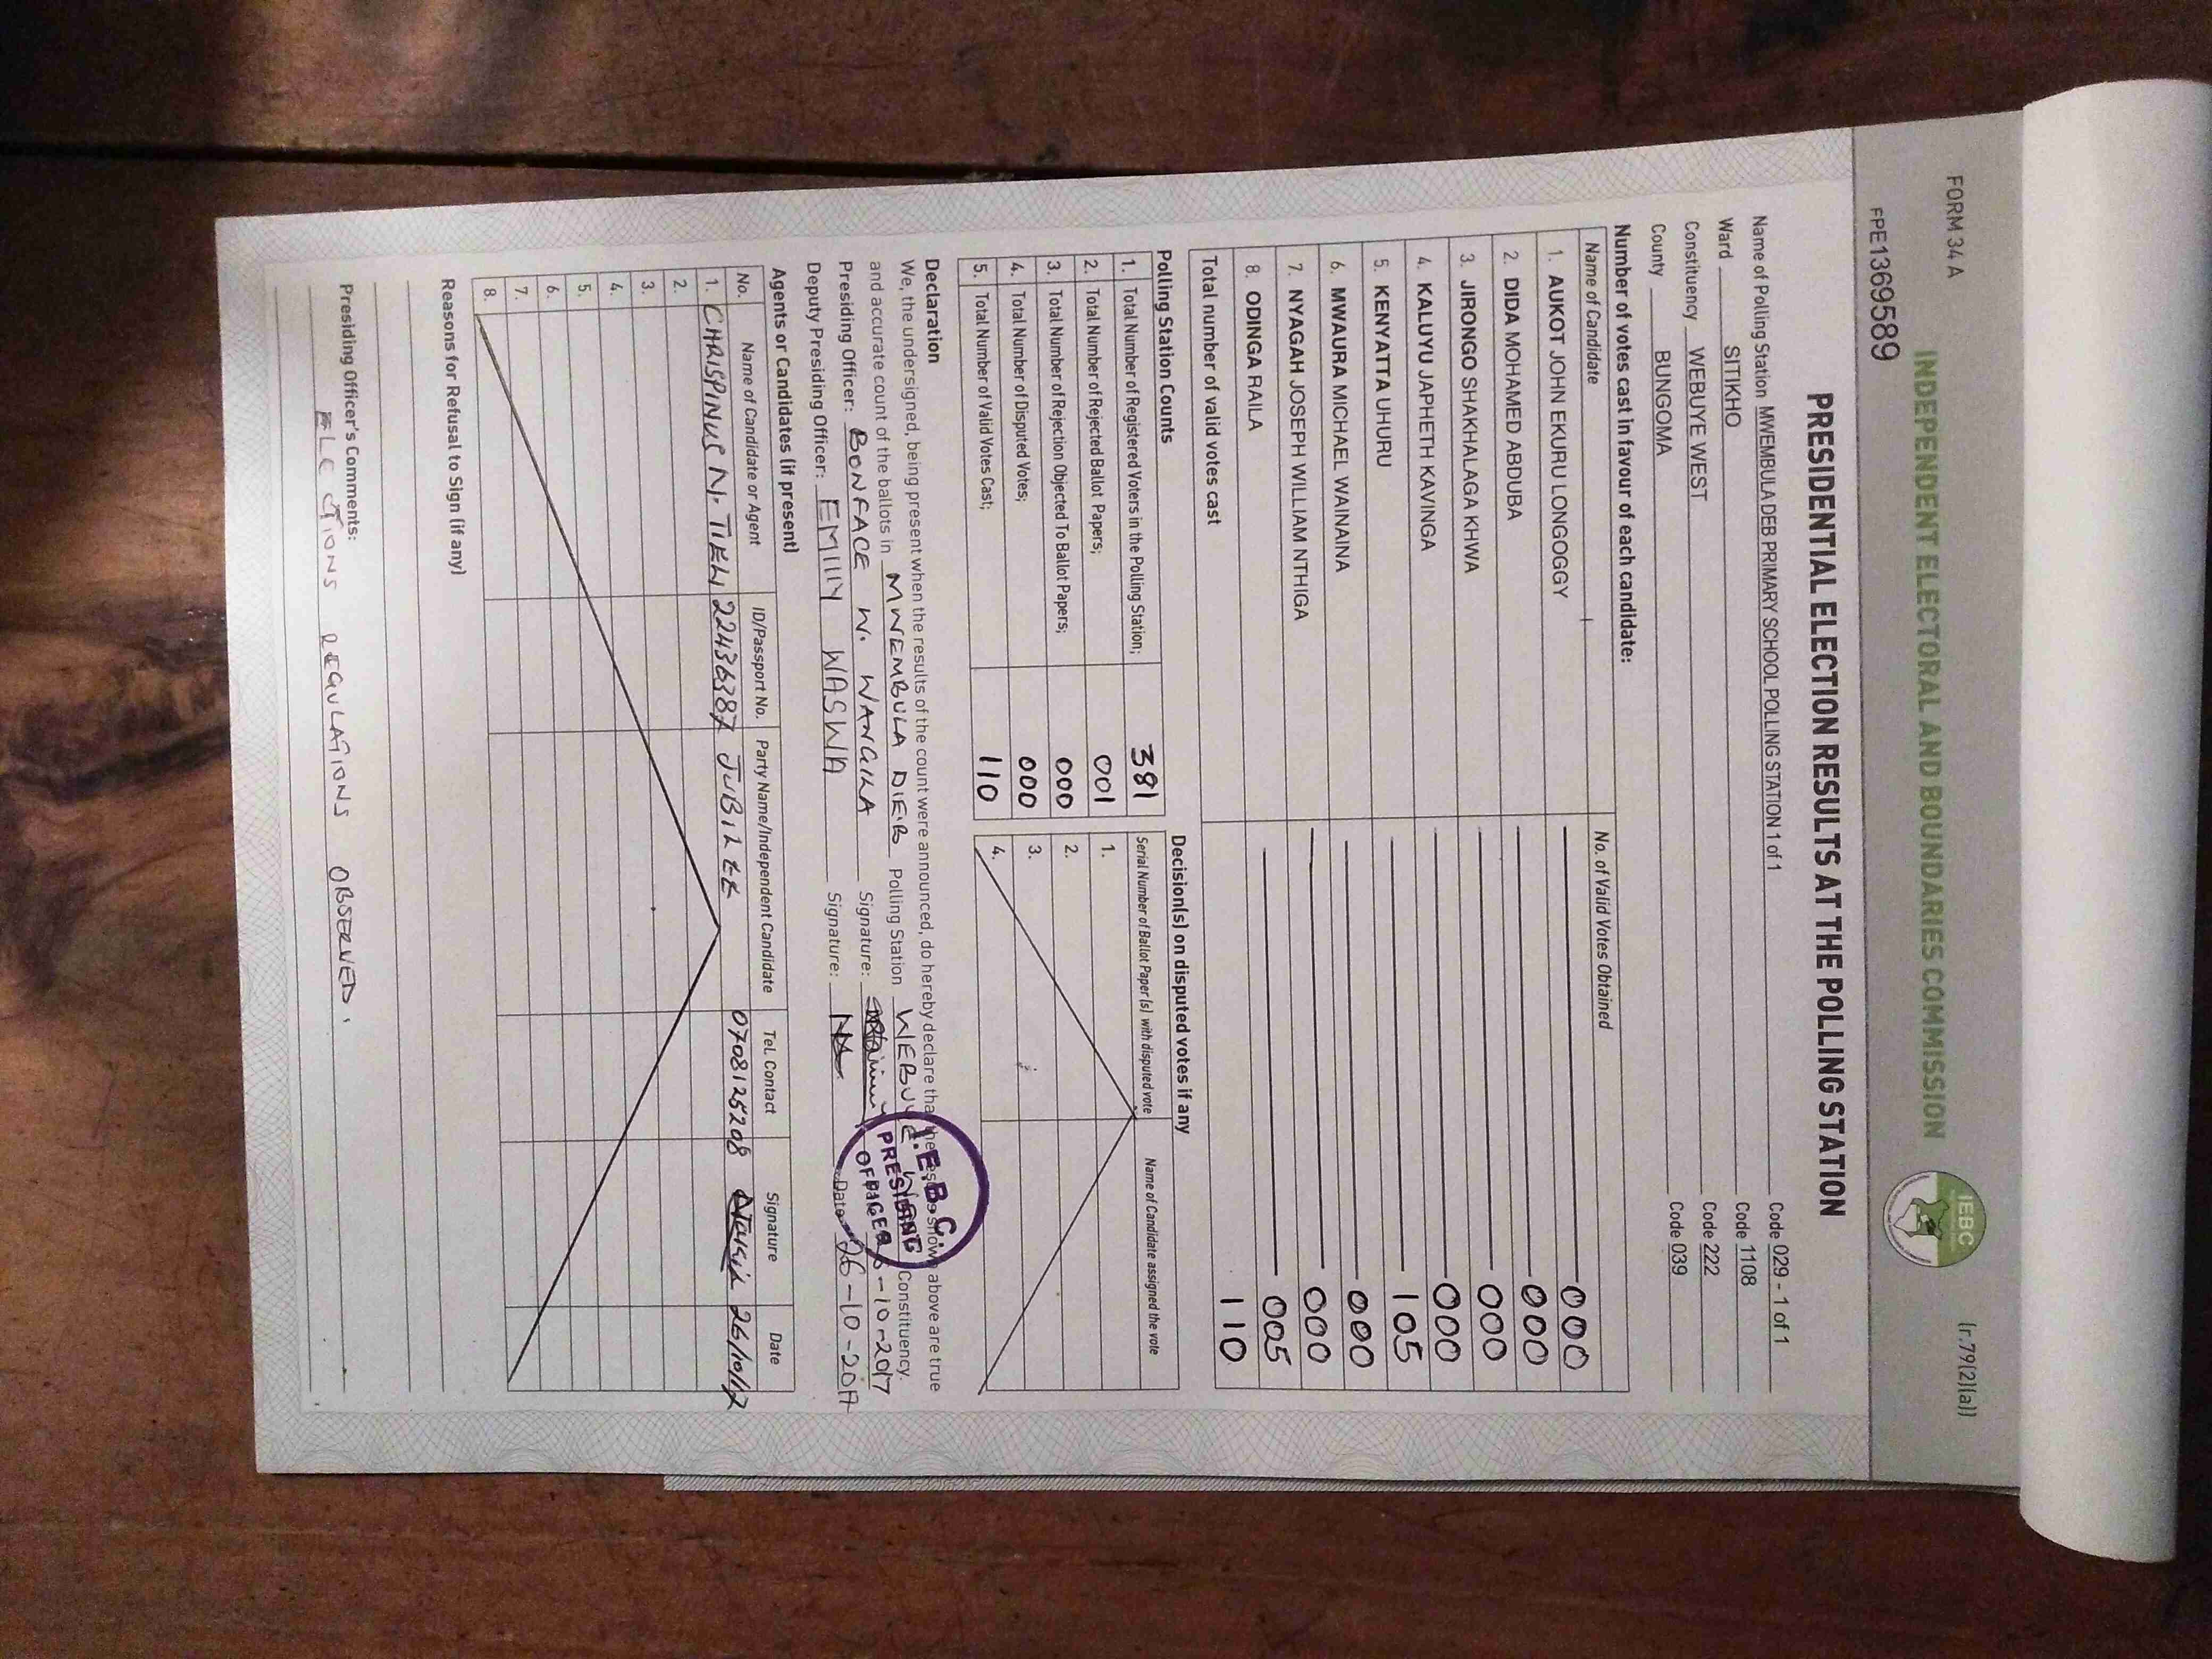 FORM 34 A
(r.79(2)(a))
INDEPENDENT ELECTORAL AND BOUNDARIES COMMISSION
IEBC
FPE1369589
PRESIDENTIAL ELECTION RESULTS AT THE POLLING STATION
Name of Polling Station MWEMBULA DEB PRIMARY SCHOOL POLLING STATION 1 of 1 Code 029 - 1 of 1
Ward SITIKHO Code 1108
Constituency WEBUYE WEST Code 222
County BUNGOMA Code 039
Number of votes cast in favour of each candidate:
Name of Candidate No. of Valid Votes Obtained
1. AUKOT JOHN EKURU LONGOGGY 000
2. DIDA MOHAMED ABDUBA 000
3. JIRONGO SHAKHALAGA KHWA 000
4. KALUYU JAPHETH KAVINGA 000
5. KENYATTA UHURU 105
6. MWAURA MICHAEL WAINAINA 000
7. NYAGAH JOSEPH WILLIAM NTHIGA 000
8. ODINGA RAILA 005
Total number of valid votes cast 110
Polling Station Counts
1. Total Number of Registered Voters in the Polling Station; 381
2. Total Number of Rejected Ballot Papers; 001
3. Total Number of Rejection Objected To Ballot Papers; 000
4. Total Number of Disputed Votes; 000
5. Total Number of Valid Votes Cast; 110
Decision(s) on disputed votes if any
Serial Number of Ballot Paper (s) with disputed vote Name of Candidate assigned the vote
1.
2.
3.
4.
Declaration
We, the undersigned, being present when the results of the count were announced, do hereby declare that the results shown above are true
and accurate count of the ballots in MWEMBULA DEB Polling Station WEBUYE WEST Constituency.
Presiding Officer: BONFACE W. WANGILA Signature: Date 26-10-2017
Deputy Presiding Officer: EMILY WASWA Signature: Date 26-10-2017
I.E.B.C.
PRESIDING
OFFICER
Agents or Candidates (if present)
No. Name of Candidate or Agent ID/Passport No. Party Name/Independent Candidate Tel. Contact Signature Date
1. CHRISPINUS N. 22436387 JUBILEE 0708125208 26/10/17
2.
3.
4.
5.
6.
7.
8.
Reasons for Refusal to Sign (if any)
Presiding Officer's Comments:
ELECTIONS REGULATIONS OBSERVED.